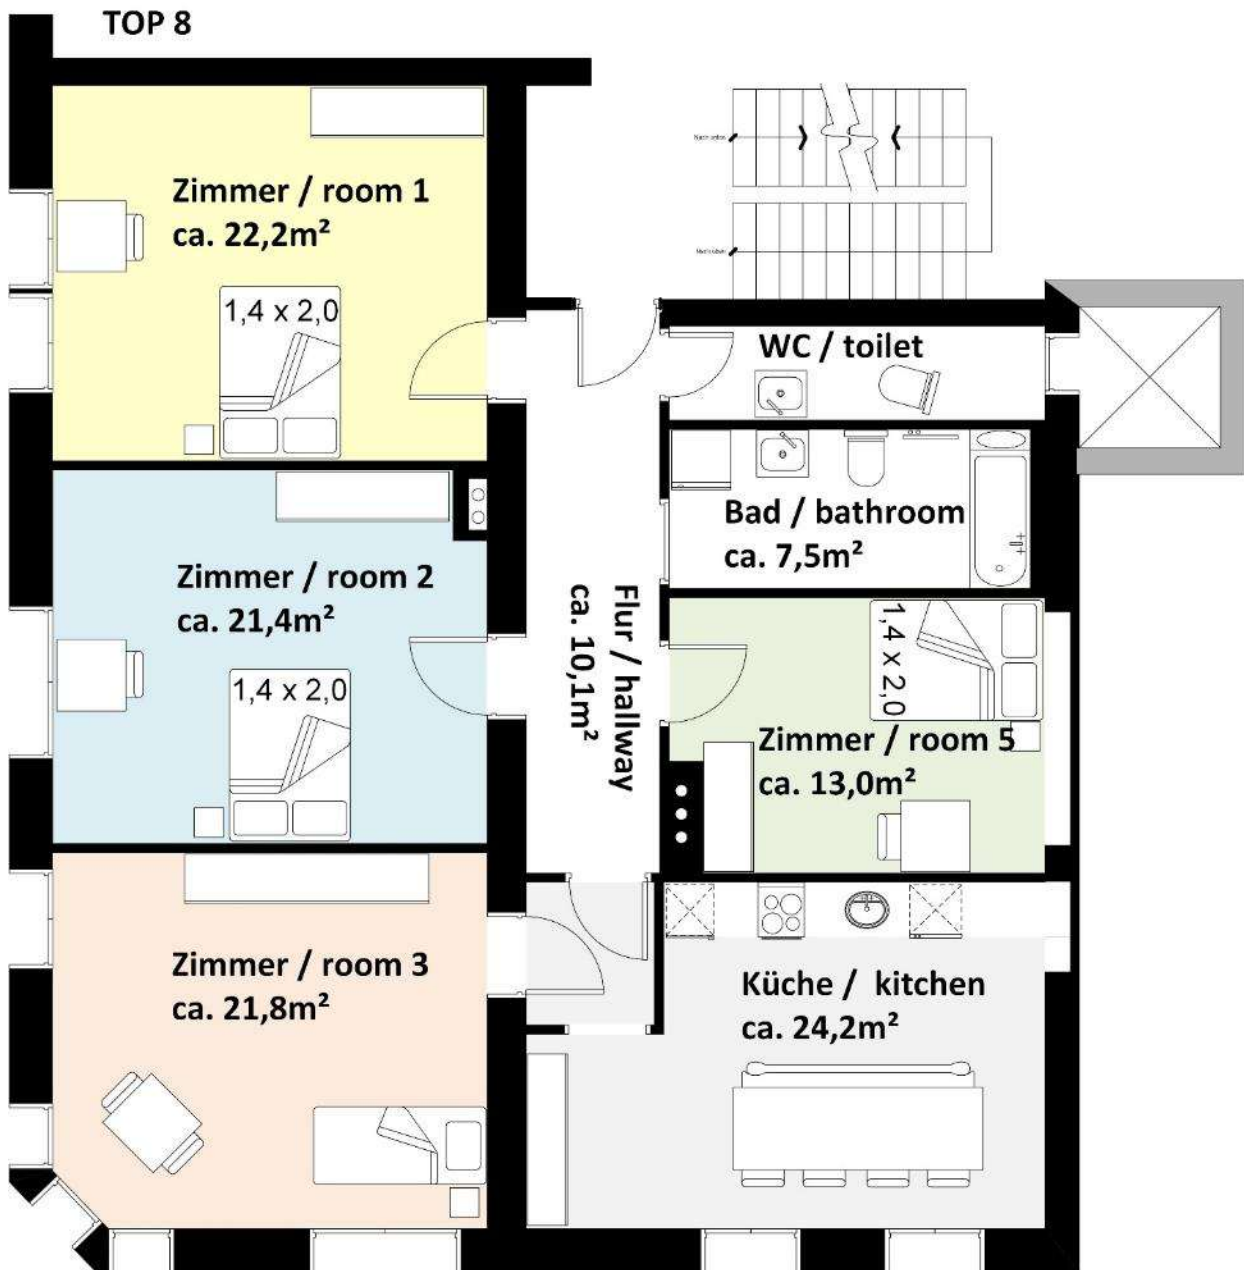 TOP 8
Zimmer / room 1
ca. 22,2m²
1,4 x 2,0
WC / toilet
Bad / bathroom
ca. 7,5m²
Zimmer / room 2
ca. 21,4m²
1,4 x 2,0
Flur / hallway
ca. 10,1m²
1,4 x 2,0
Zimmer / room 5
ca. 13,0m²
Zimmer / room 3
ca. 21,8m²
Küche / kitchen
ca. 24,2m²